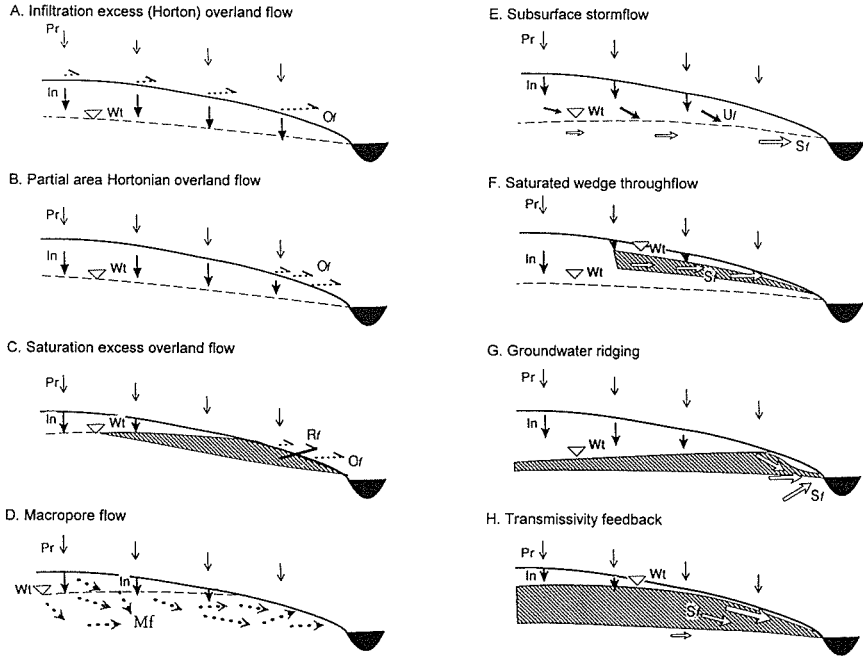 A. Infiltration excess (Horton) overland flow
Pr
In
Wt
Of
B. Partial area Hortonian overland flow
Pr
In
Wt
Of
C. Saturation excess overland flow
Pr
In
Wt
Rf
Of
D. Macropore flow
Pr
Wt
In
Mf
E. Subsurface stormflow
Pr
In
Wt
Uf
Sf
F. Saturated wedge throughflow
Pr
Wt
In
Wt
Sf
G. Groundwater ridging
Pr
In
Wt
Sf
H. Transmissivity feedback
Pr
In
Wt
Sf